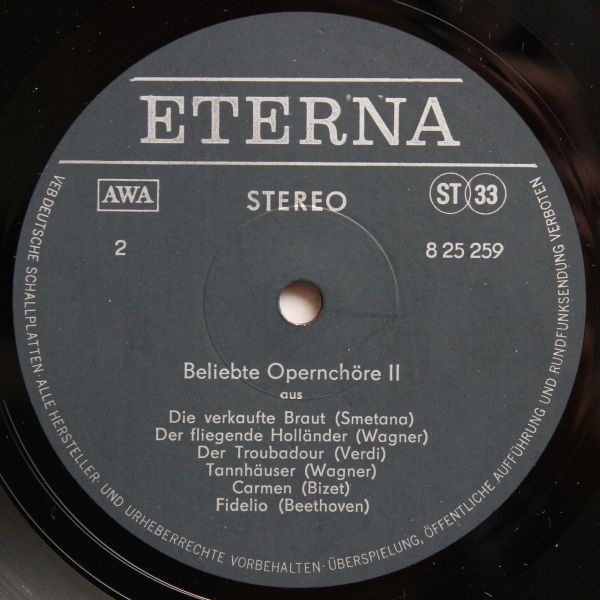 ETERNA
AWA
STEREO
ST 33
2
8 25 259
Beliebte Opernchöre II
aus
Die verkaufte Braut (Smetana)
Der fliegende Holländer (Wagner)
Der Troubadour (Verdi)
Tannhäuser (Wagner)
Carmen (Bizet)
Fidelio (Beethoven)
VEB DEUTSCHE SCHALLPLATTEN · ALLE HERSTELLER- UND URHEBERRECHTE VORBEHALTEN · ÜBERSPIELUNG, ÖFFENTLICHE AUFFÜHRUNG UND RUNDFUNKSENDUNG VERBOTEN